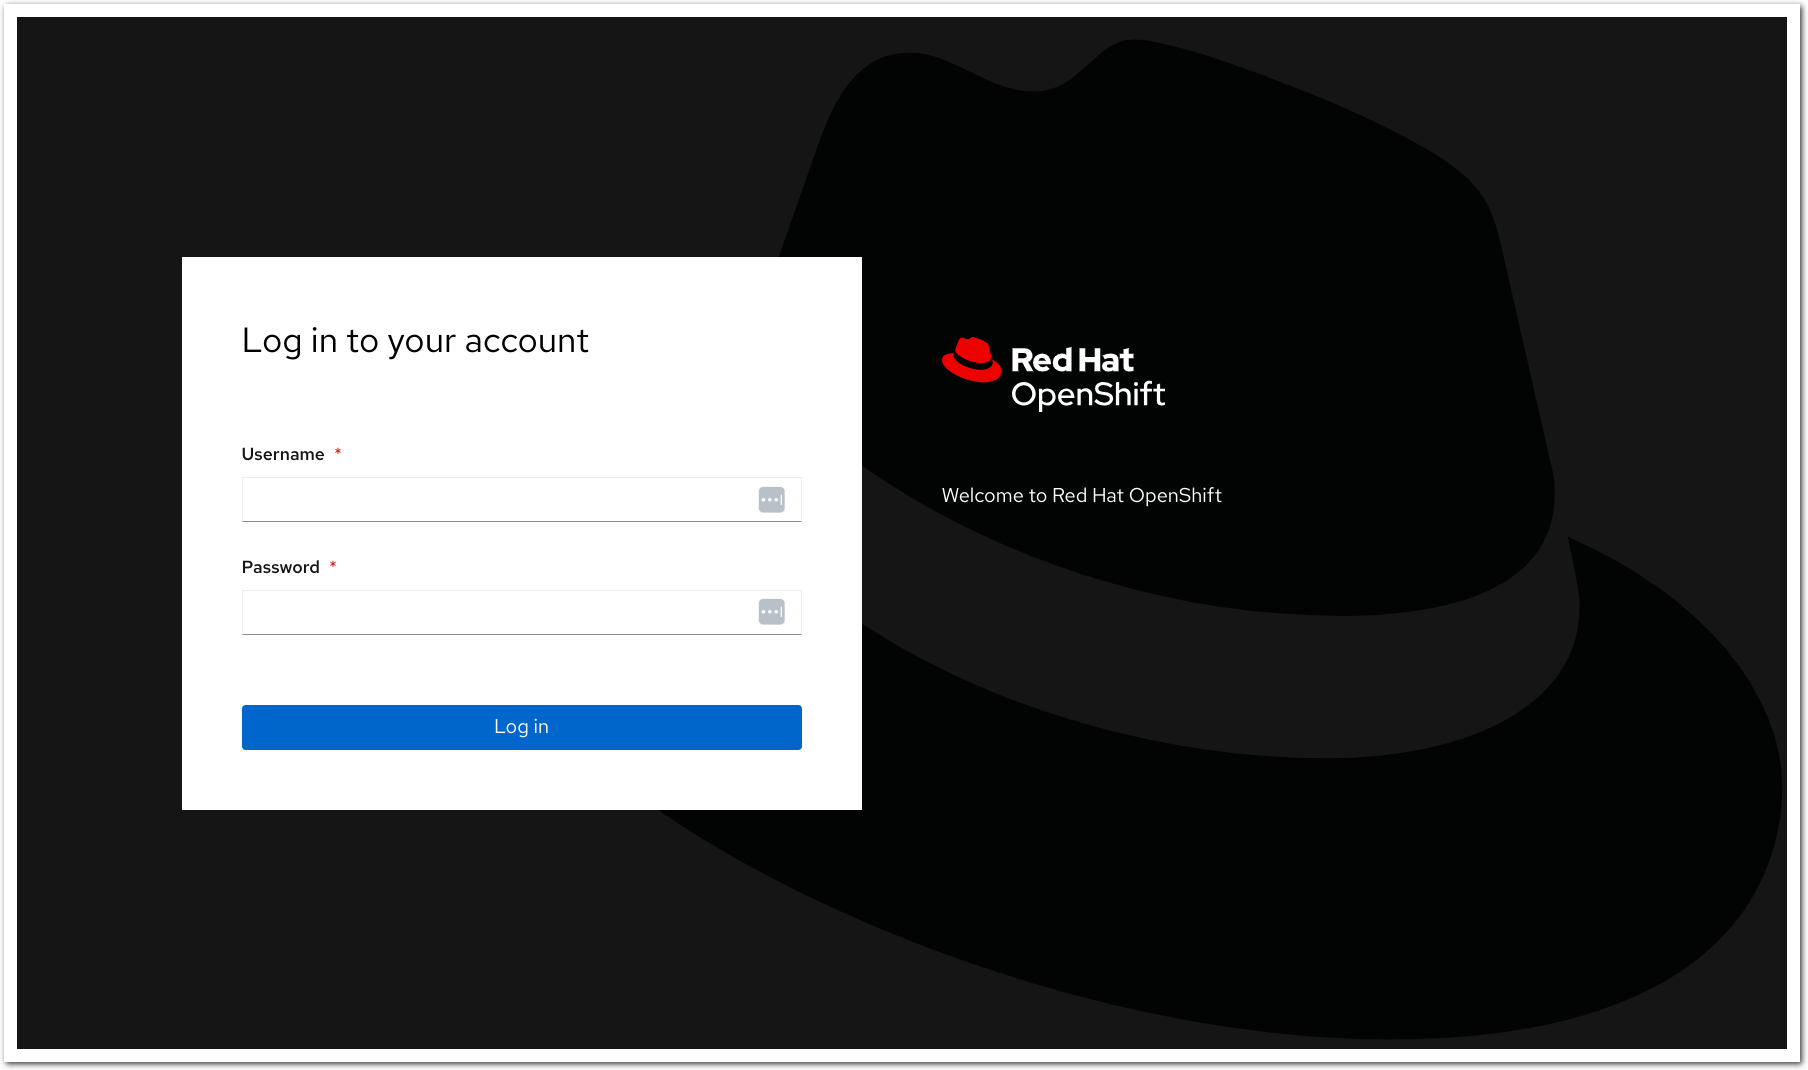 Log in to your account
Username *
Password *
Log in
Red Hat
OpenShift
Welcome to Red Hat OpenShift